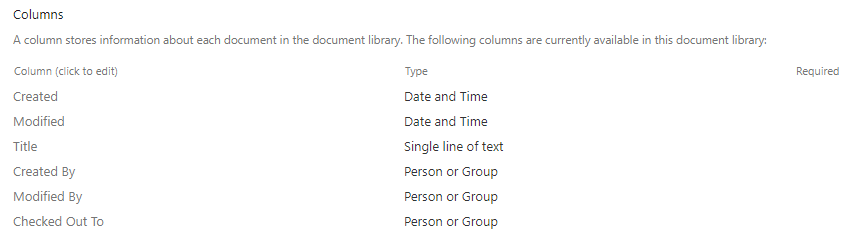 Columns
A column stores information about each document in the document library. The following columns are currently available in this document library:
Column (click to edit) Type Required
Created Date and Time
Modified Date and Time
Title Single line of text
Created By Person or Group
Modified By Person or Group
Checked Out To Person or Group